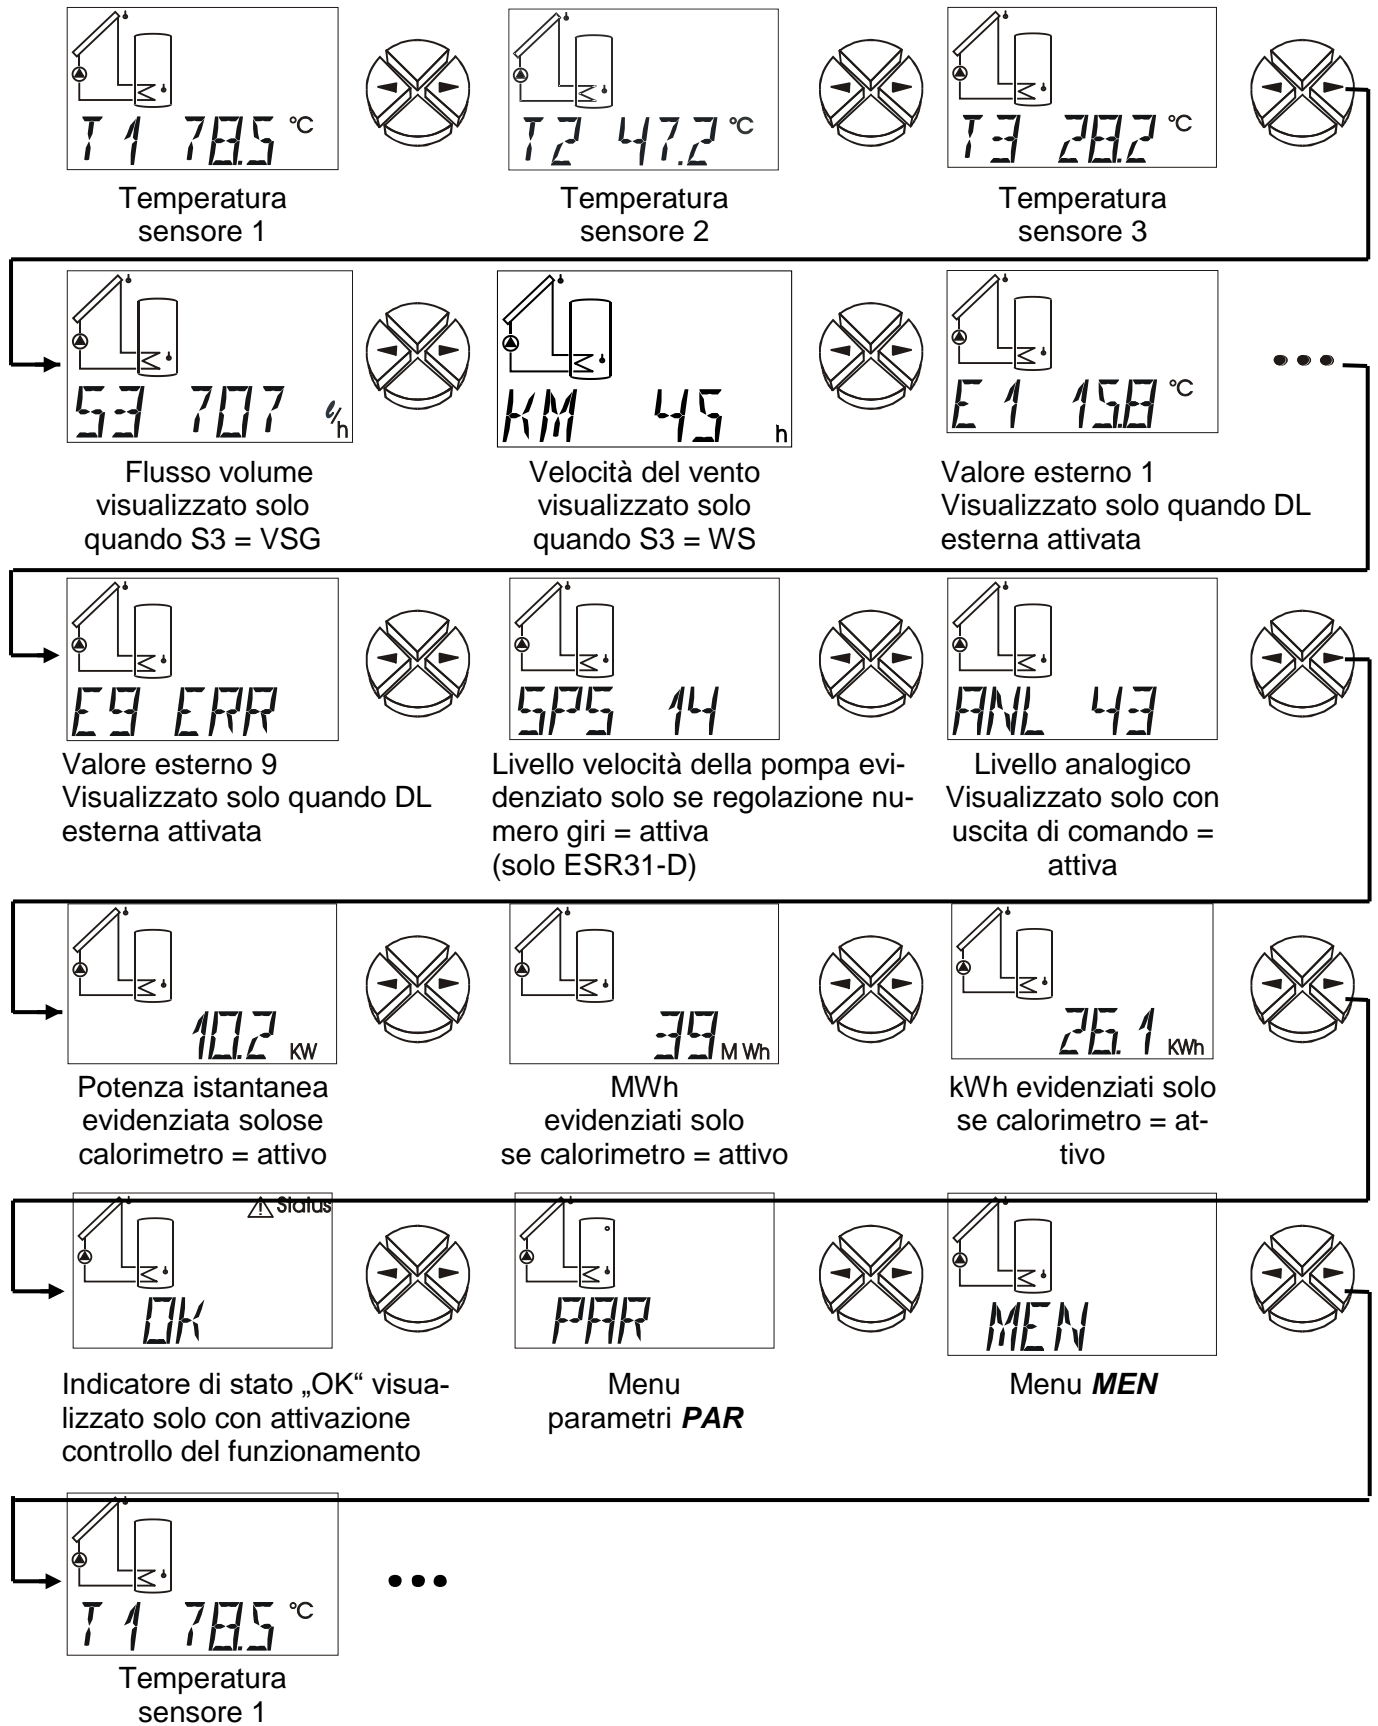 T1 78.5 °C
T2 47.2 °C
T3 28.2 °C
Temperatura
sensore 1
Temperatura
sensore 2
Temperatura
sensore 3
S3 707 l/h
KM 45 h
E1 15.8 °C
Flusso volume
visualizzato solo
quando S3 = VSG
Velocità del vento
visualizzato solo
quando S3 = WS
Valore esterno 1
Visualizzato solo quando DL
esterna attivata
E9 ERR
SPS 14
ANL 43
Valore esterno 9
Visualizzato solo quando DL
esterna attivata
Livello velocità della pompa evi-
denziato solo se regolazione nu-
mero giri = attiva
(solo ESR31-D)
Livello analogico
Visualizzato solo con
uscita di comando =
attiva
10.2 KW
39 M Wh
26.1 KWh
Potenza istantanea
evidenziata solose
calorimetro = attivo
MWh
evidenziati solo
se calorimetro = attivo
kWh evidenziati solo
se calorimetro = at-
tivo
Status
OK
PAR
MEN
Indicatore di stato „OK“ visua-
lizzato solo con attivazione
controllo del funzionamento
Menu
parametri PAR
Menu MEN
T1 78.5 °C
Temperatura
sensore 1